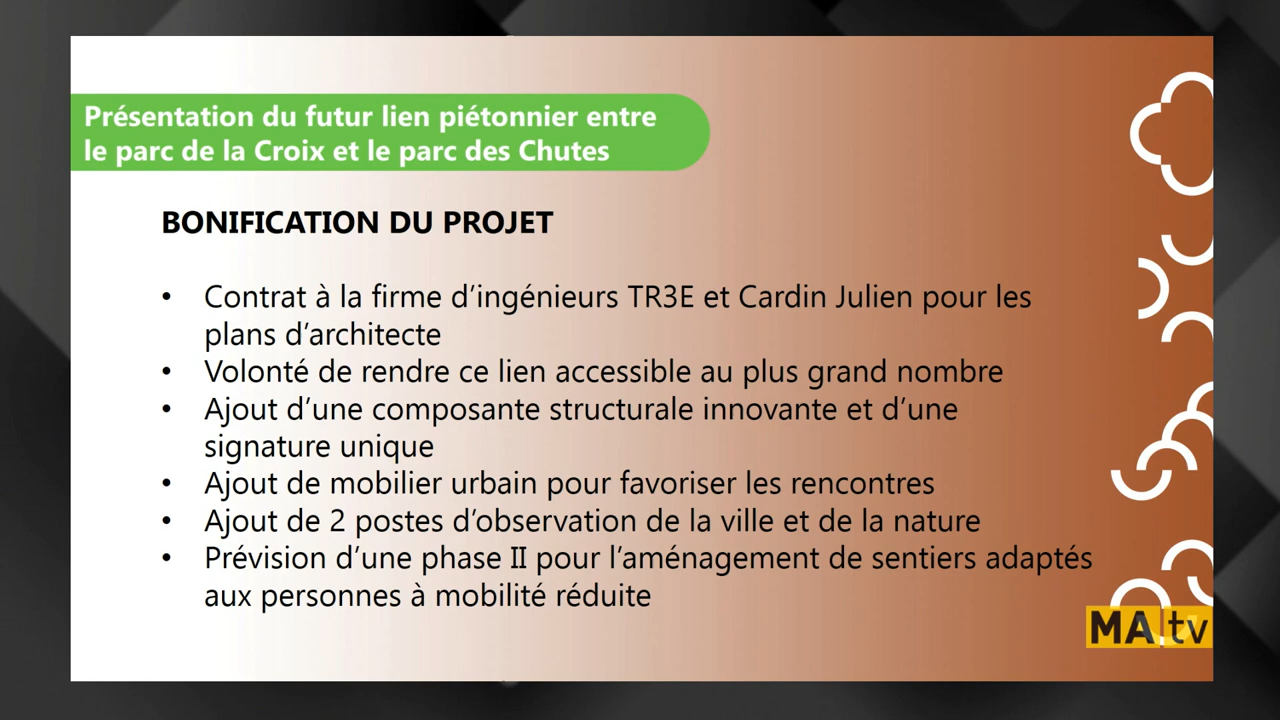 Présentation du futur lien piétonnier entre
le parc de la Croix et le parc des Chutes
BONIFICATION DU PROJET
• Contrat à la firme d'ingénieurs TR3E et Cardin Julien pour les
plans d'architecte
• Volonté de rendre ce lien accessible au plus grand nombre
• Ajout d'une composante structurale innovante et d'une
signature unique
• Ajout de mobilier urbain pour favoriser les rencontres
• Ajout de 2 postes d'observation de la ville et de la nature
• Prévision d'une phase II pour l'aménagement de sentiers adaptés
aux personnes à mobilité réduite
MA|tv